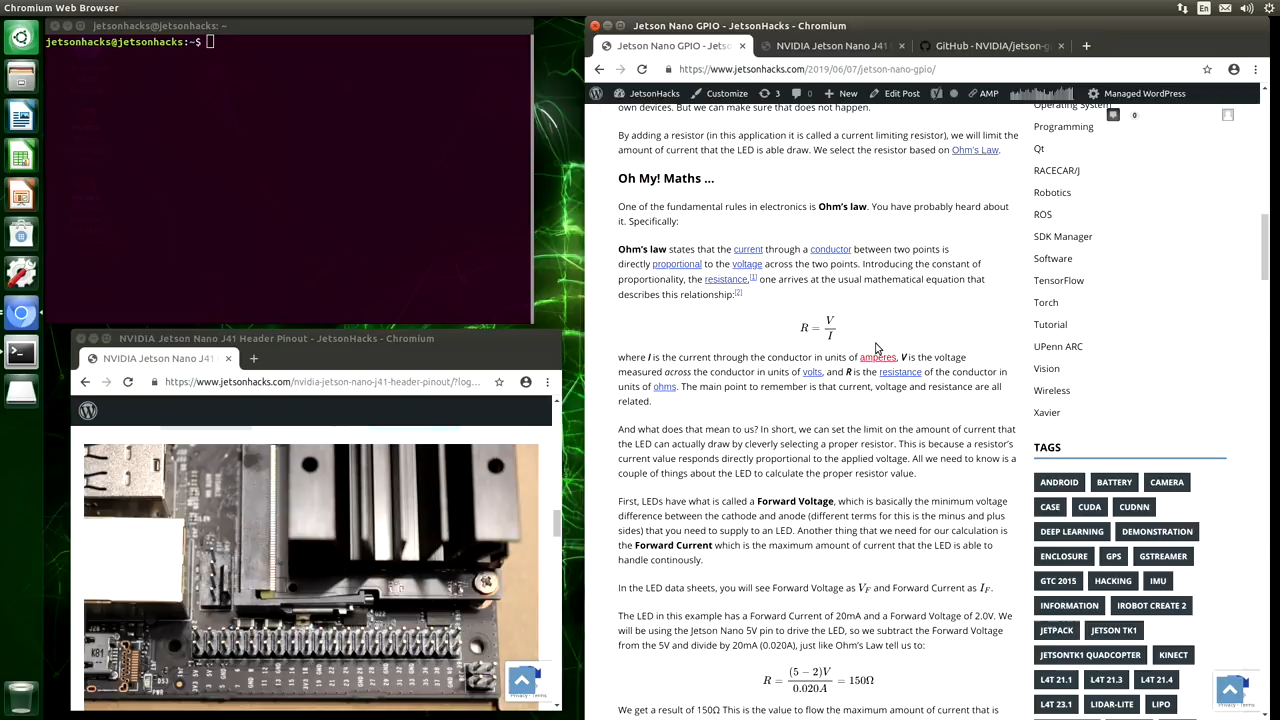 Chromium Web Browser
En
jetsonhacks@jetsonhacks: ~
jetsonhacks@jetsonhacks:~$
Jetson Nano GPIO - JetsonHacks - Chromium
Jetson Nano GPIO - Jetso
NVIDIA Jetson Nano J41
GitHub - NVIDIA/jetson-g
https://www.jetsonhacks.com/2019/06/07/jetson-nano-gpio/
JetsonHacks
Customize
3
0
New
Edit Post
AMP
Managed WordPress
own devices. But we can make sure that does not happen.
By adding a resistor (in this application it is called a current limiting resistor), we will limit the
amount of current that the LED is able draw. We select the resistor based on Ohm's Law.
Oh My! Maths ...
One of the fundamental rules in electronics is Ohm's law. You have probably heard about
it. Specifically:
Ohm's law states that the current through a conductor between two points is
directly proportional to the voltage across the two points. Introducing the constant of
proportionality, the resistance,[1] one arrives at the usual mathematical equation that
describes this relationship:[2]
R = V/I
where I is the current through the conductor in units of amperes, V is the voltage
measured across the conductor in units of volts, and R is the resistance of the conductor in
units of ohms. The main point to remember is that current, voltage and resistance are all
related.
And what does that mean to us? In short, we can set the limit on the amount of current that
the LED can actually draw by cleverly selecting a proper resistor. This is because a resistor's
current value responds directly proportional to the applied voltage. All we need to know is a
couple of things about the LED to calculate the proper resistor value.
First, LEDs have what is called a Forward Voltage, which is basically the minimum voltage
difference between the cathode and anode (different terms for this is the minus and plus
sides) that you need to supply to an LED. Another thing that we need for our calculation is
the Forward Current which is the maximum amount of current that the LED is able to
handle continously.
In the LED data sheets, you will see Forward Voltage as VF and Forward Current as IF.
The LED in this example has a Forward Current of 20mA and a Forward Voltage of 2.0V. We
will be using the Jetson Nano 5V pin to drive the LED, so we subtract the Forward Voltage
from the 5V and divide by 20mA (0.020A), just like Ohm's Law tell us to:
R = (5 − 2)V/0.020A = 150Ω
We get a result of 150Ω This is the value to flow the maximum amount of current that is
Operating System
0
Programming
Qt
RACECAR/J
Robotics
ROS
SDK Manager
Software
TensorFlow
Torch
Tutorial
UPenn ARC
Vision
Wireless
Xavier
TAGS
ANDROID BATTERY CAMERA
CASE CUDA CUDNN
DEEP LEARNING DEMONSTRATION
ENCLOSURE GPS GSTREAMER
GTC 2015 HACKING IMU
INFORMATION IROBOT CREATE 2
JETPACK JETSON TK1
JETSONTK1 QUADCOPTER KINECT
L4T 21.1 L4T 21.3 L4T 21.4
L4T 23.1 LIDAR-LITE LIPO
Privacy - Terms
NVIDIA Jetson Nano J41 Header Pinout - JetsonHacks - Chromium
NVIDIA Jetson Nano J41
https://www.jetsonhacks.com/nvidia-jetson-nano-j41-header-pinout/?log...
K81
PWR
Privacy - Terms